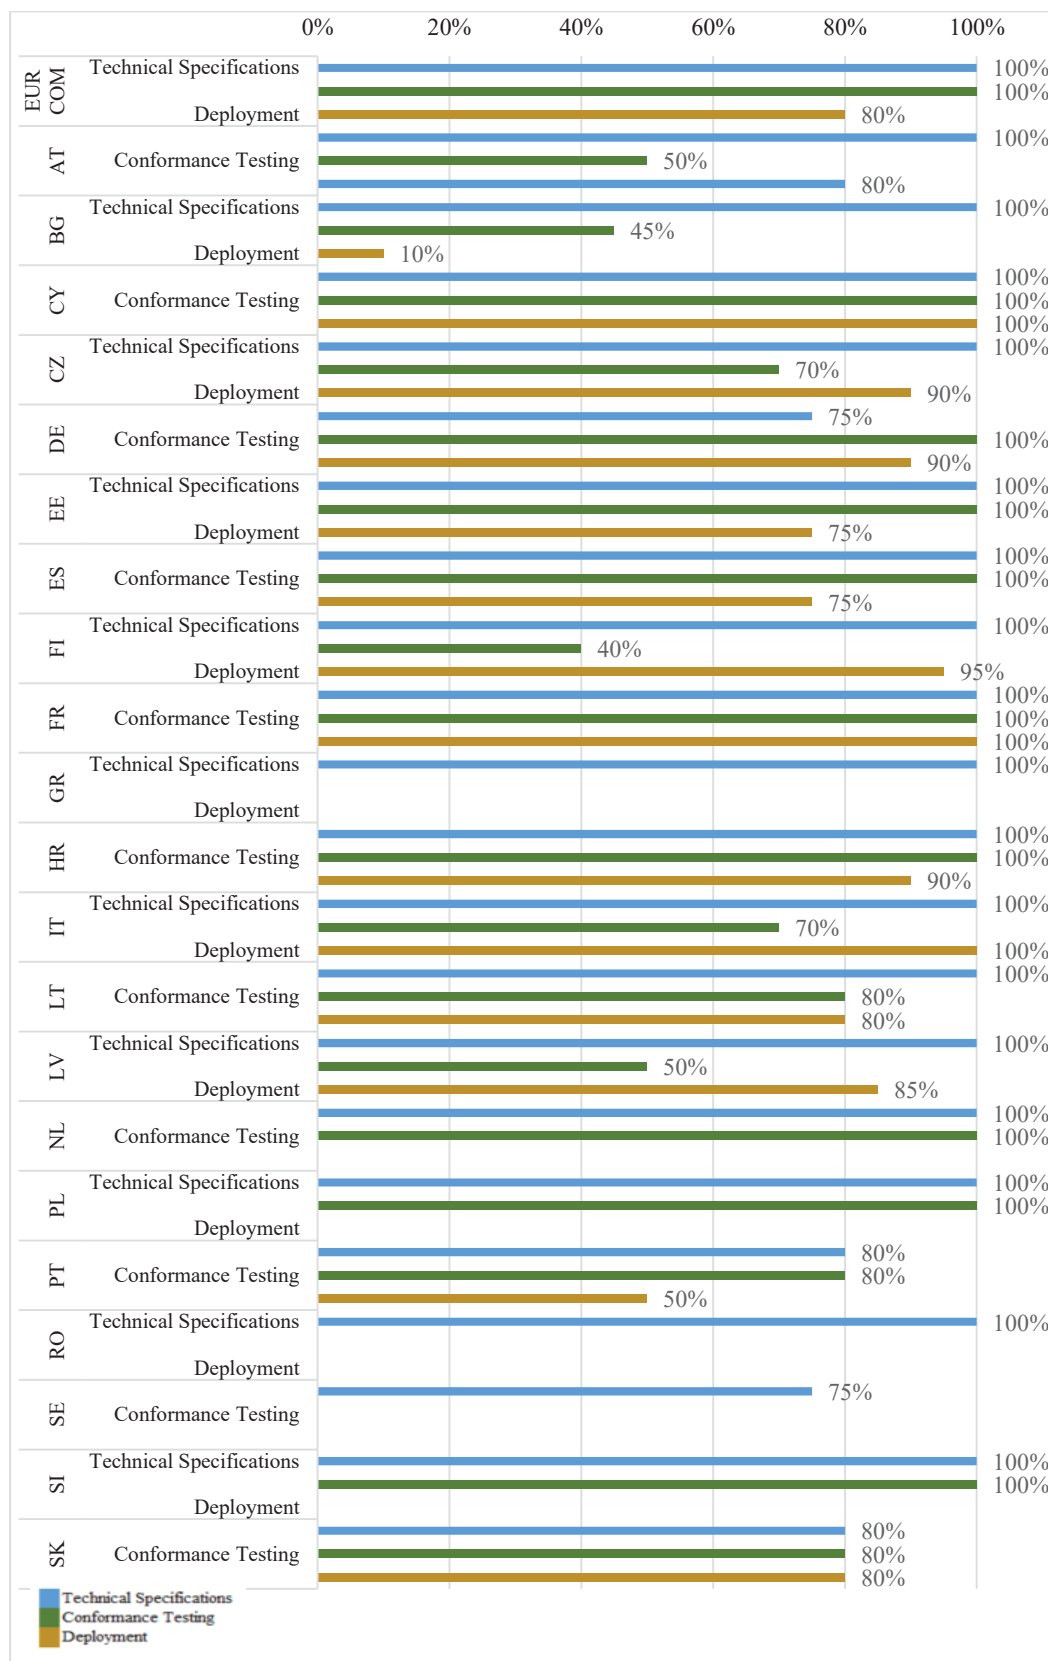 0% 20% 40% 60% 80% 100%
EUR COM
Technical Specifications 100%
100%
Deployment 80%
AT
100%
Conformance Testing 50%
80%
BG
Technical Specifications 100%
45%
Deployment 10%
CY
100%
Conformance Testing 100%
100%
CZ
Technical Specifications 100%
70%
Deployment 90%
DE
75%
Conformance Testing 100%
90%
EE
Technical Specifications 100%
100%
Deployment 75%
ES
100%
Conformance Testing 100%
75%
FI
Technical Specifications 100%
40%
Deployment 95%
FR
100%
Conformance Testing 100%
100%
GR
Technical Specifications 100%
Deployment
HR
100%
Conformance Testing 100%
90%
IT
Technical Specifications 100%
70%
Deployment 100%
LT
100%
Conformance Testing 80%
80%
LV
Technical Specifications 100%
50%
Deployment 85%
NL
100%
Conformance Testing 100%
PL
Technical Specifications 100%
100%
Deployment
PT
80%
Conformance Testing 80%
50%
RO
Technical Specifications 100%
Deployment
SE
75%
Conformance Testing
SI
Technical Specifications 100%
100%
Deployment
SK
80%
Conformance Testing 80%
80%
Technical Specifications
Conformance Testing
Deployment